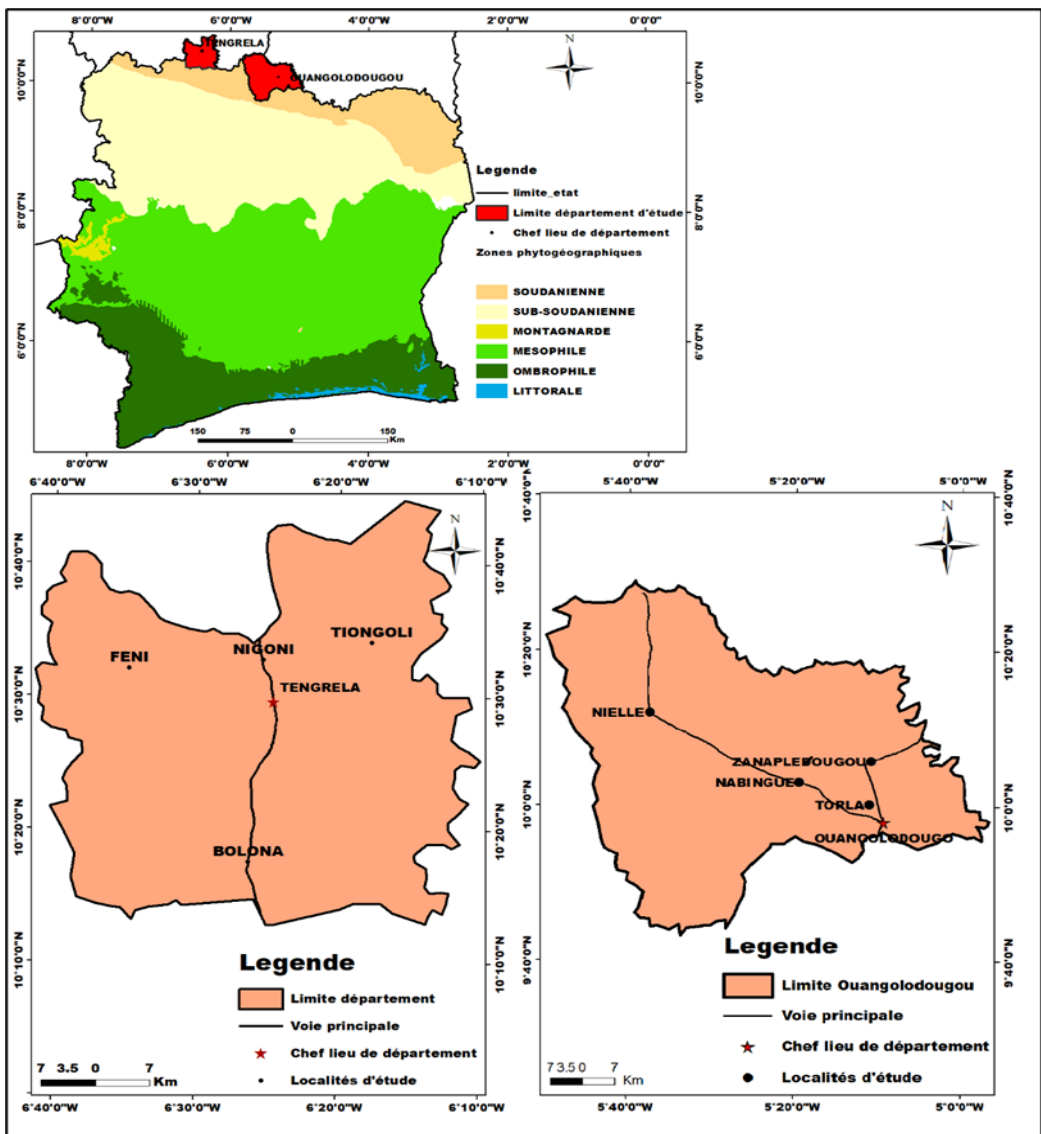 8°0'0"W 6°0'0"W 4°0'0"W 2°0'0"W 0°0'0"
10°0'0"N
8°0'0"N
6°0'0"N
TENGRELA
OUANGOLODOUGOU
N
10°0'0"N
8°0'0"N
6°0'0"N
Legende
limite_etat
Limite département d'étude
Chef lieu de département
Zones phytogéographiques
SOUDANIENNE
SUB-SOUDANIENNE
MONTAGNARDE
MESOPHILE
OMBROPHILE
LITTORALE
150 75 0 150
Km
8°0'0"W 6°0'0"W 4°0'0"W 2°0'0"W 0°0'0"
6°40'0"W 6°30'0"W 6°20'0"W 6°10'0"W
10°40'0"N
10°30'0"N
10°20'0"N
10°10'0"N
N
TIONGOLI
FENI
NIGONI
TENGRELA
BOLONA
10°40'0"N
10°30'0"N
10°20'0"N
10°10'0"N
Legende
Limite département
Voie principale
Chef lieu de département
Localités d'étude
7 3.5 0 7
Km
6°40'0"W 6°30'0"W 6°20'0"W 6°10'0"W
5°40'0"W 5°20'0"W 5°0'0"W
10°40'0"N
10°20'0"N
10°0'0"N
9°40'0"N
N
NIELLE
ZANAPLEBOUGOU
NABINGUE
TORLA
OUANGOLODOUGO
10°40'0"N
10°20'0"N
10°0'0"N
9°40'0"N
Legende
Limite Ouangolodougou
Voie principale
Chef lieu de département
Localités d'étude
7 3.5 0 7
Km
5°40'0"W 5°20'0"W 5°0'0"W